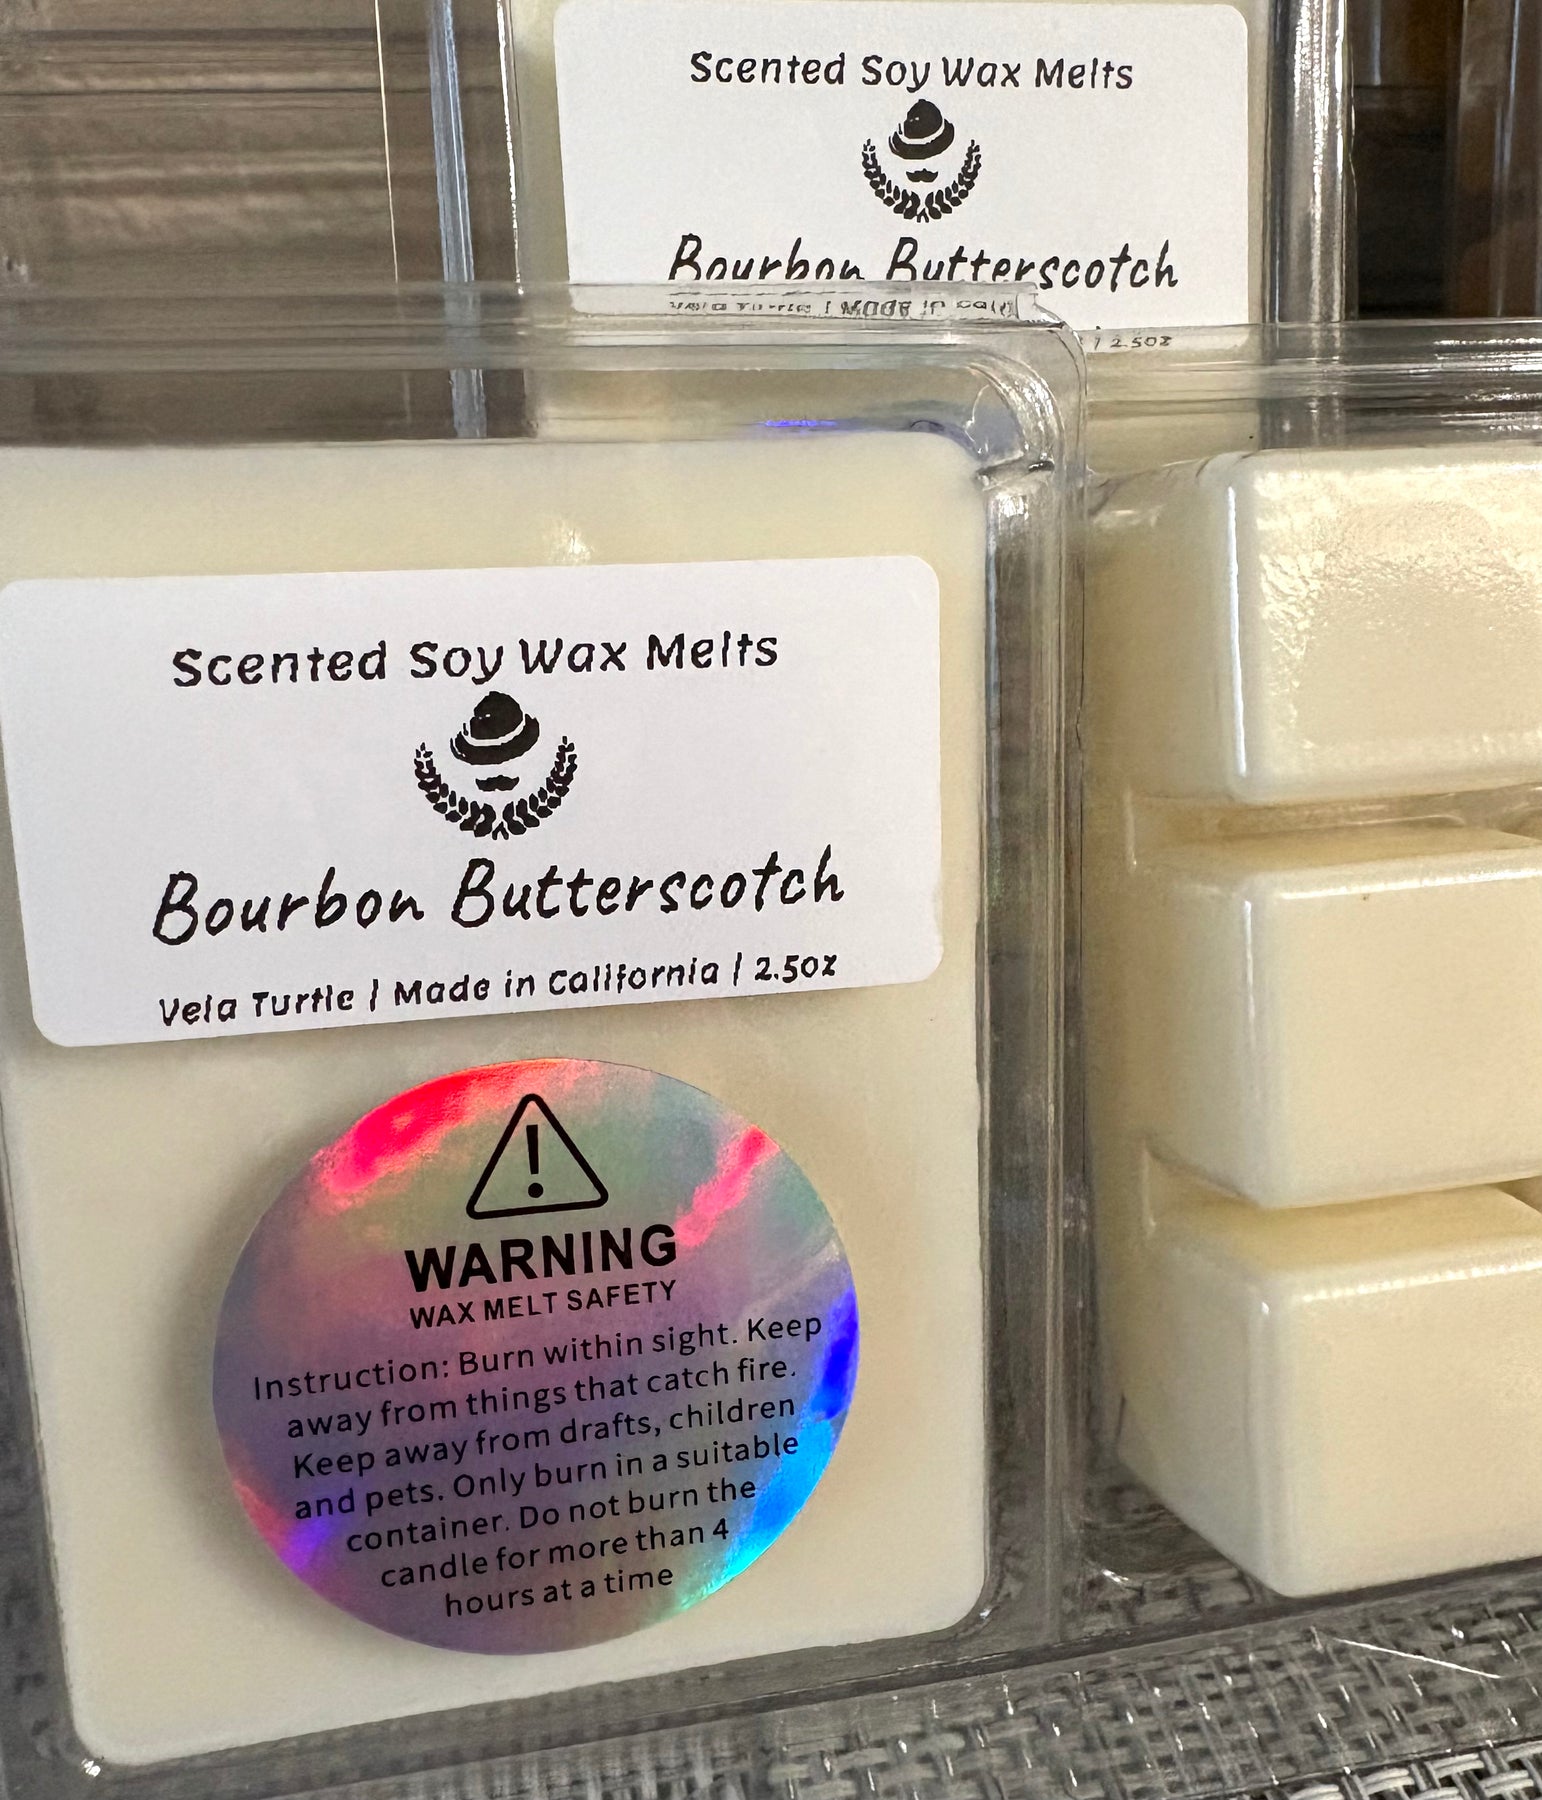 Scented Soy Wax Melts
Bourbon Butterscotch
| 2.5oz
Scented Soy Wax Melts
Bourbon Butterscotch
Vela Turtle | Made in California | 2.5oz
!
WARNING
WAX MELT SAFETY
Instruction: Burn within sight. Keep
away from things that catch fire.
Keep away from drafts, children
and pets. Only burn in a suitable
container. Do not burn the
candle for more than 4
hours at a time